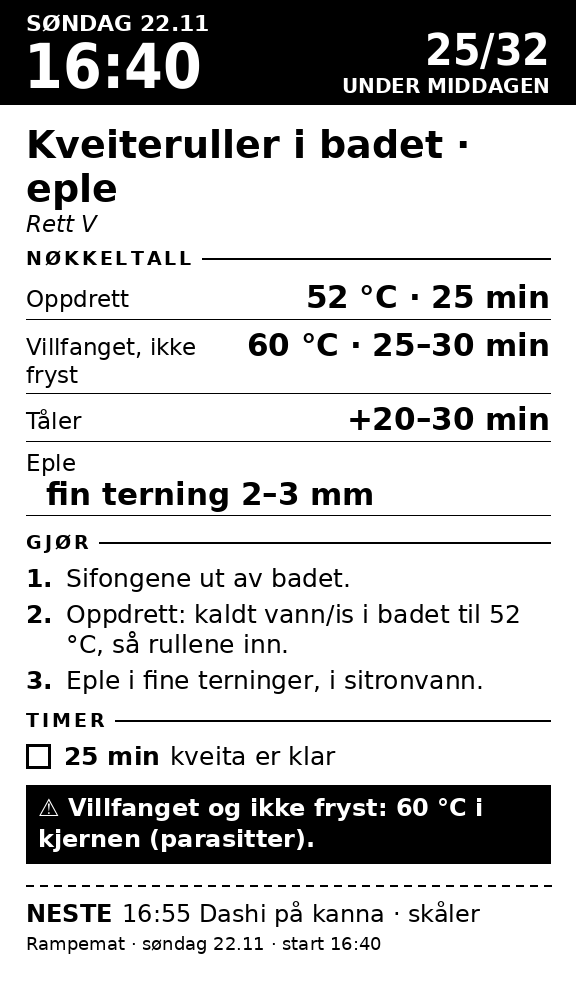 SØNDAG 22.11
16:40
25/32
UNDER MIDDAGEN
Kveiteruller i badet ·
eple
Rett V
NØKKELTALL
Oppdrett 52 °C · 25 min
Villfanget, ikke 60 °C · 25–30 min
fryst
Tåler +20–30 min
Eple
fin terning 2–3 mm
GJØR
1. Sifongene ut av badet.
2. Oppdrett: kaldt vann/is i badet til 52
°C, så rullene inn.
3. Eple i fine terninger, i sitronvann.
TIMER
☐ 25 min kveita er klar
⚠ Villfanget og ikke fryst: 60 °C i
kjernen (parasitter).
NESTE 16:55 Dashi på kanna · skåler
Rampemat · søndag 22.11 · start 16:40